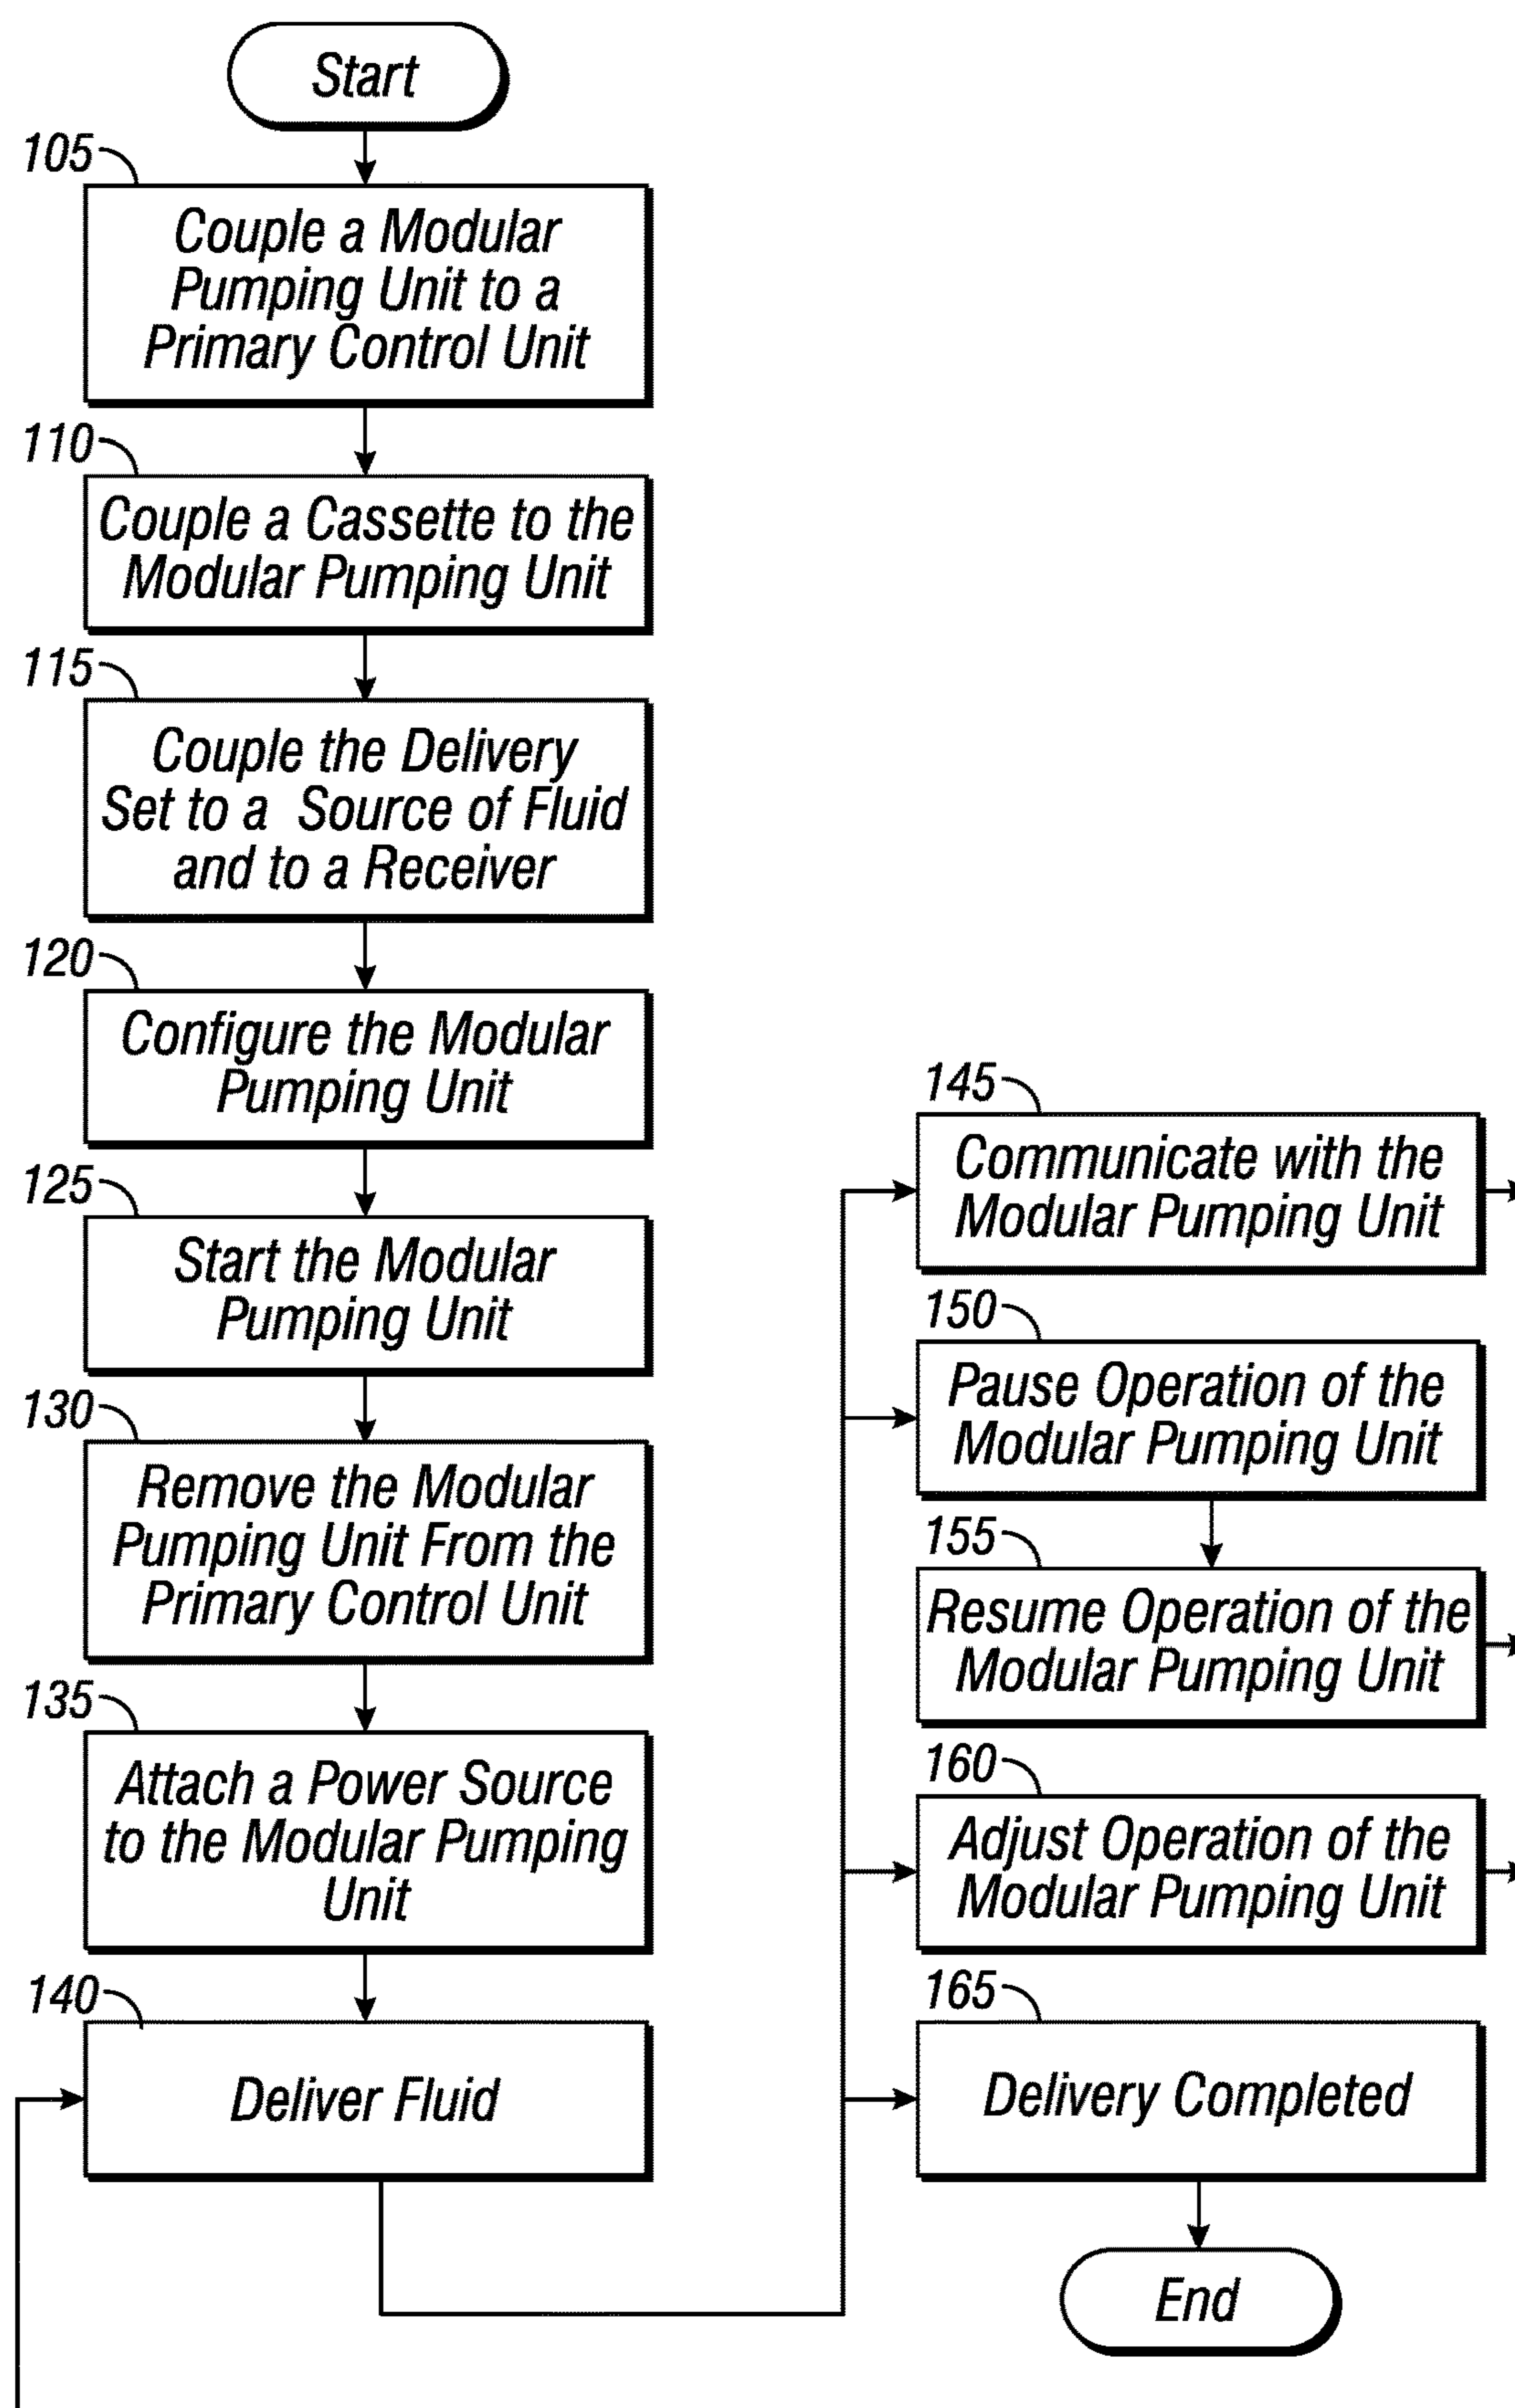 Start
105
Couple a Modular
Pumping Unit to a
Primary Control Unit
110
Couple a Cassette to the
Modular Pumping Unit
115
Couple the Delivery
Set to a Source of Fluid
and to a Receiver
120
Configure the Modular
Pumping Unit
125
Start the Modular
Pumping Unit
130
Remove the Modular
Pumping Unit From the
Primary Control Unit
135
Attach a Power Source
to the Modular Pumping
Unit
140
Deliver Fluid
145
Communicate with the
Modular Pumping Unit
150
Pause Operation of the
Modular Pumping Unit
155
Resume Operation of the
Modular Pumping Unit
160
Adjust Operation of the
Modular Pumping Unit
165
Delivery Completed
End